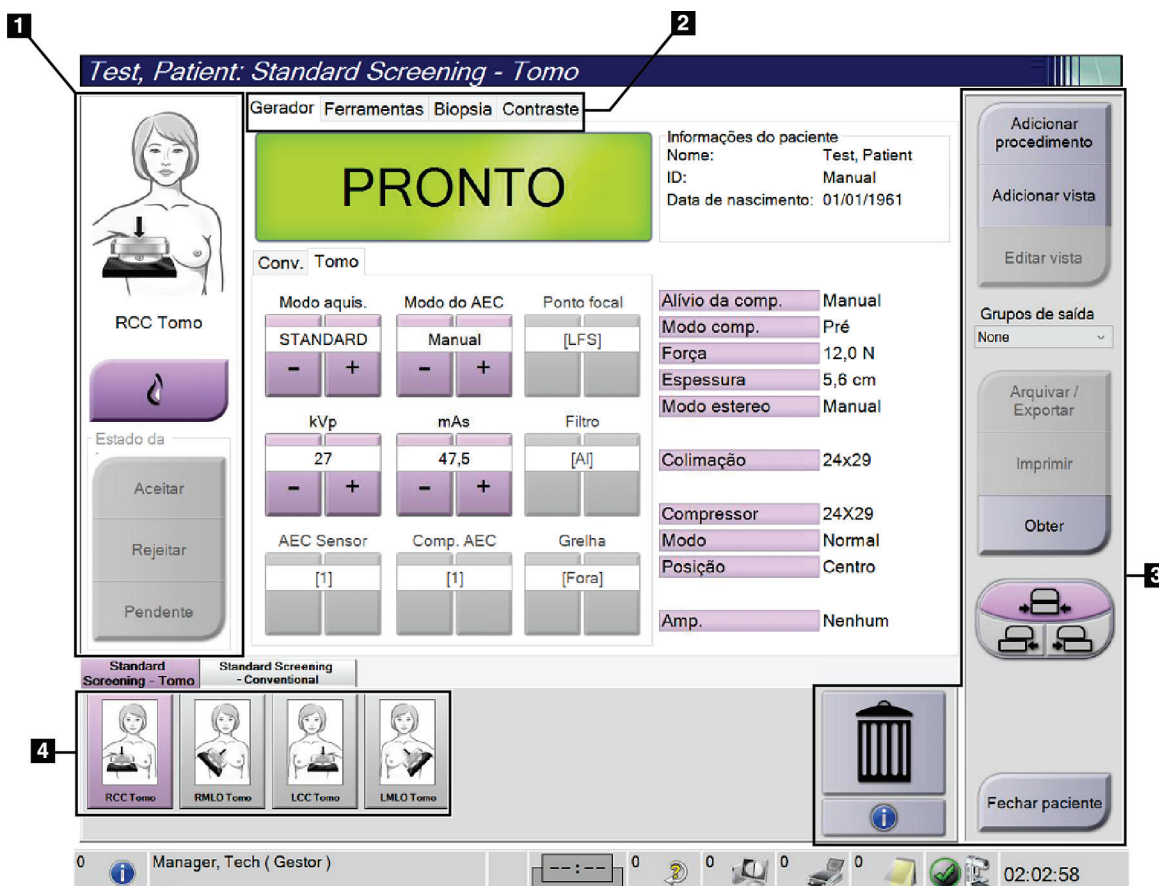 1
2
Test, Patient: Standard Screening - Tomo
Gerador Ferramentas Biopsia Contraste
PRONTO
Informações do paciente
Nome: Test, Patient
ID: Manual
Data de nascimento: 01/01/1961
Adicionar
procedimento
Adicionar vista
Editar vista
Grupos de saída
None
Arquivar /
Exportar
Imprimir
Obter
3
Fechar paciente
RCC Tomo
Estado da
Aceitar
Rejeitar
Pendente
Conv. Tomo
Modo aquis. Modo do AEC Ponto focal
STANDARD Manual [LFS]
- + - +
kVp mAs Filtro
27 47,5 [Al]
- + - +
AEC Sensor Comp. AEC Grelha
[1] [1] [Fora]
Alívio da comp. Manual
Modo comp. Pré
Força 12,0 N
Espessura 5,6 cm
Modo estereo Manual
Colimação 24x29
Compressor 24X29
Modo Normal
Posição Centro
Amp. Nenhum
Standard
Screening - Tomo
Standard Screening
- Conventional
4
RCC Tomo RMLO Tomo LCC Tomo LMLO Tomo
0 Manager, Tech ( Gestor ) --:-- 0 0 0 0 02:02:58